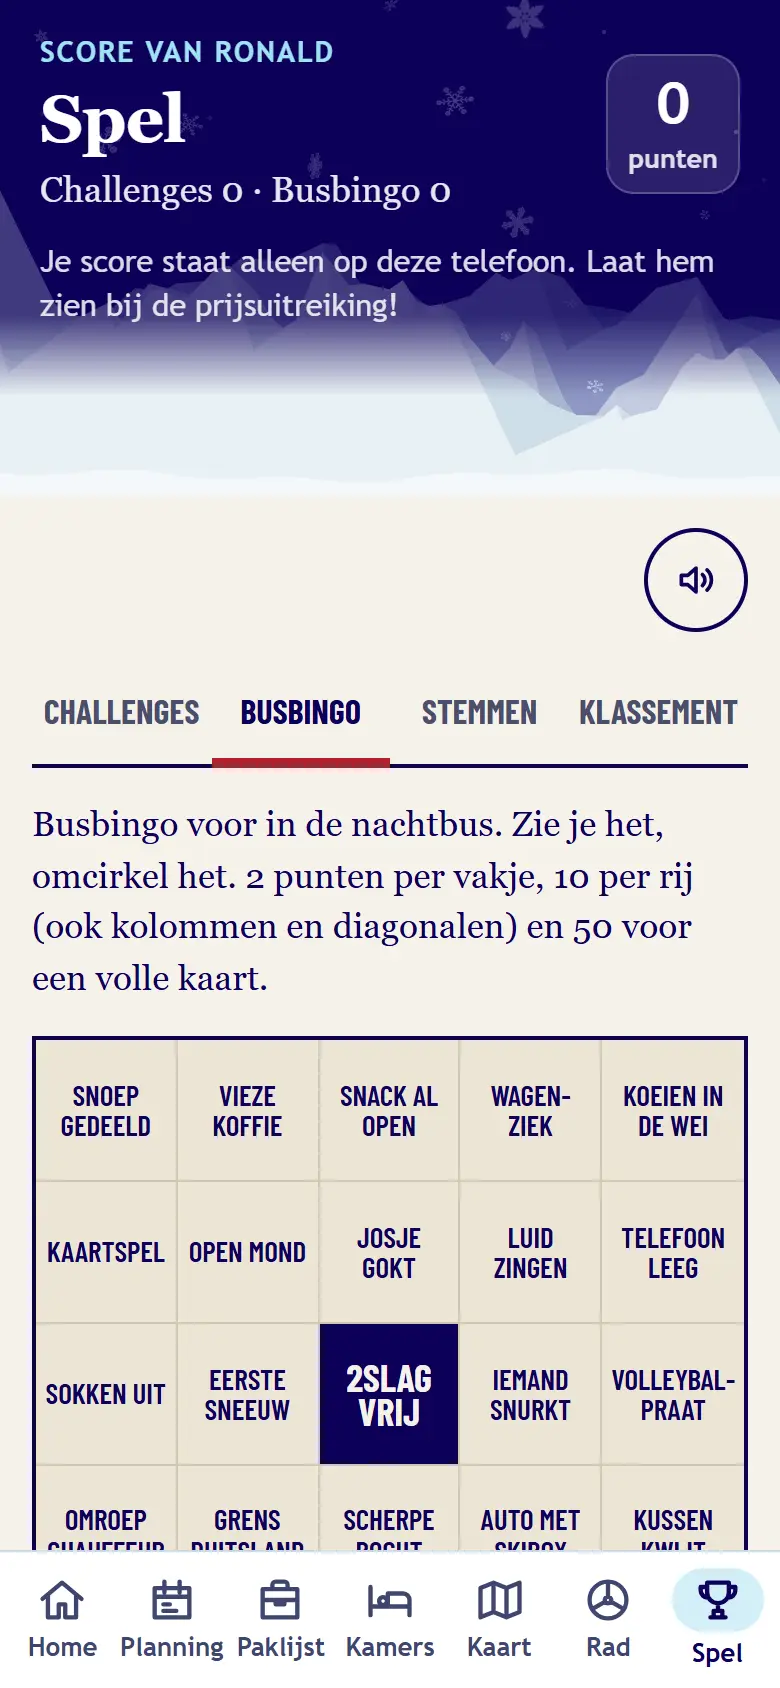 SCORE VAN RONALD
Spel
Challenges 0 · Busbingo 0
0
punten
Je score staat alleen op deze telefoon. Laat hem
zien bij de prijsuitreiking!
CHALLENGES BUSBINGO STEMMEN KLASSEMENT
Busbingo voor in de nachtbus. Zie je het,
omcirkel het. 2 punten per vakje, 10 per rij
(ook kolommen en diagonalen) en 50 voor
een volle kaart.
SNOEP
GEDEELD
VIEZE
KOFFIE
SNACK AL
OPEN
WAGEN-
ZIEK
KOEIEN IN
DE WEI
KAARTSPEL
OPEN MOND
JOSJE
GOKT
LUID
ZINGEN
TELEFOON
LEEG
SOKKEN UIT
EERSTE
SNEEUW
2SLAG
VRIJ
IEMAND
SNURKT
VOLLEYBAL-
PRAAT
OMROEP
CHAUFFEUR
GRENS
DUITSLAND
SCHERPE
BOCHT
AUTO MET
SKIBOX
KUSSEN
KWIJT
Home Planning Paklijst Kamers Kaart Rad Spel